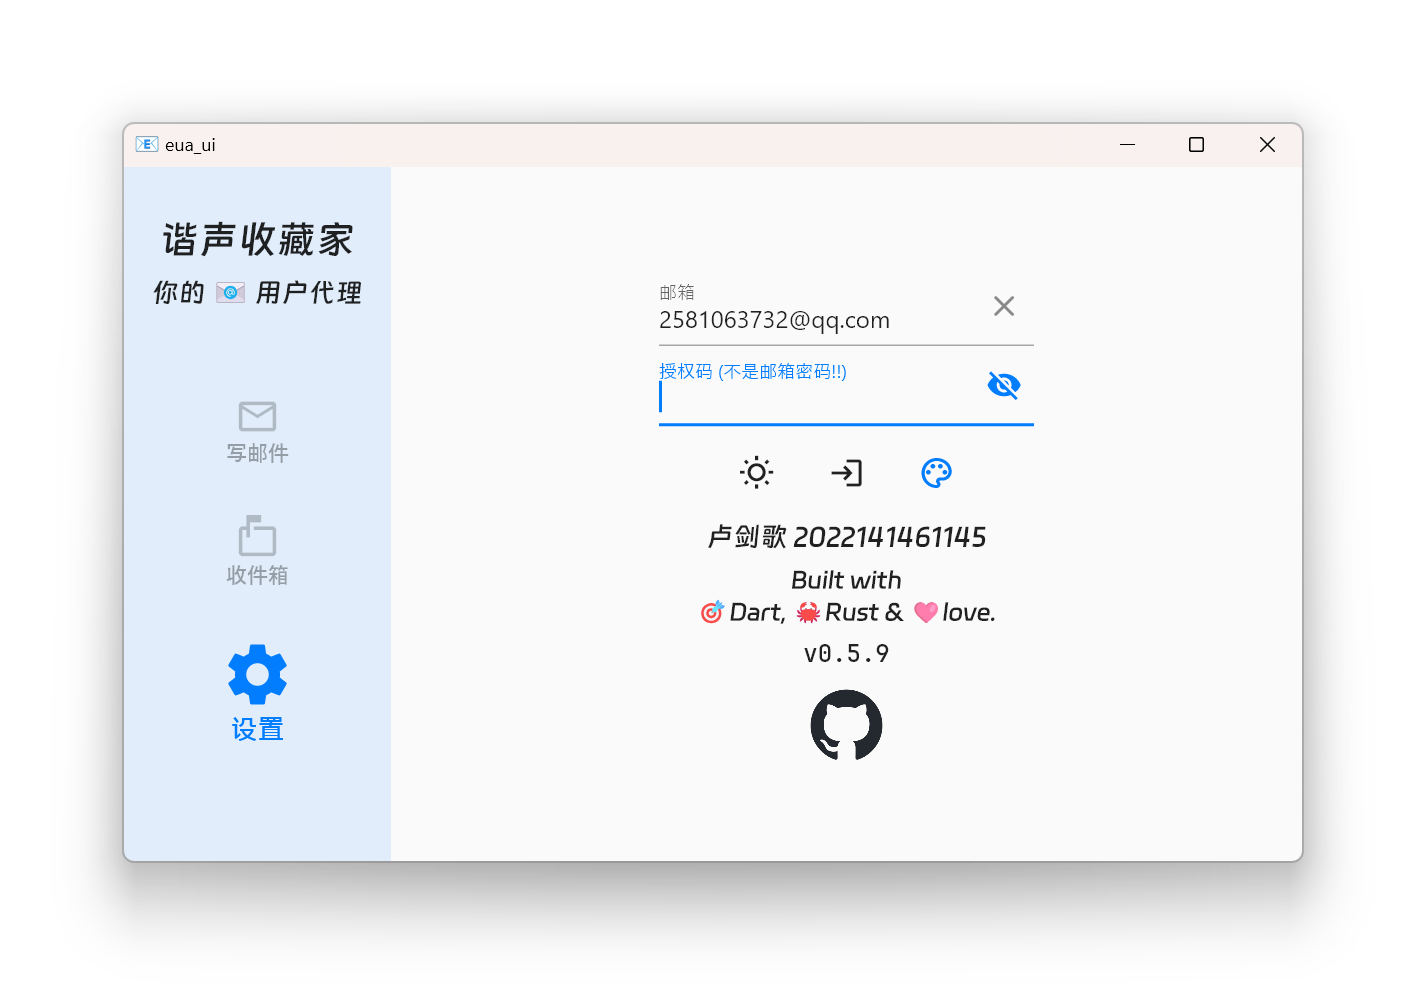 eua_ui
谐声收藏家
你的 📧 用户代理
写邮件
收件箱
设置
邮箱
2581063732@qq.com
授权码 (不是邮箱密码!!)
卢剑歌 2022141461145
Built with
🎯 Dart, 🦀 Rust & 🩷 love.
v0.5.9